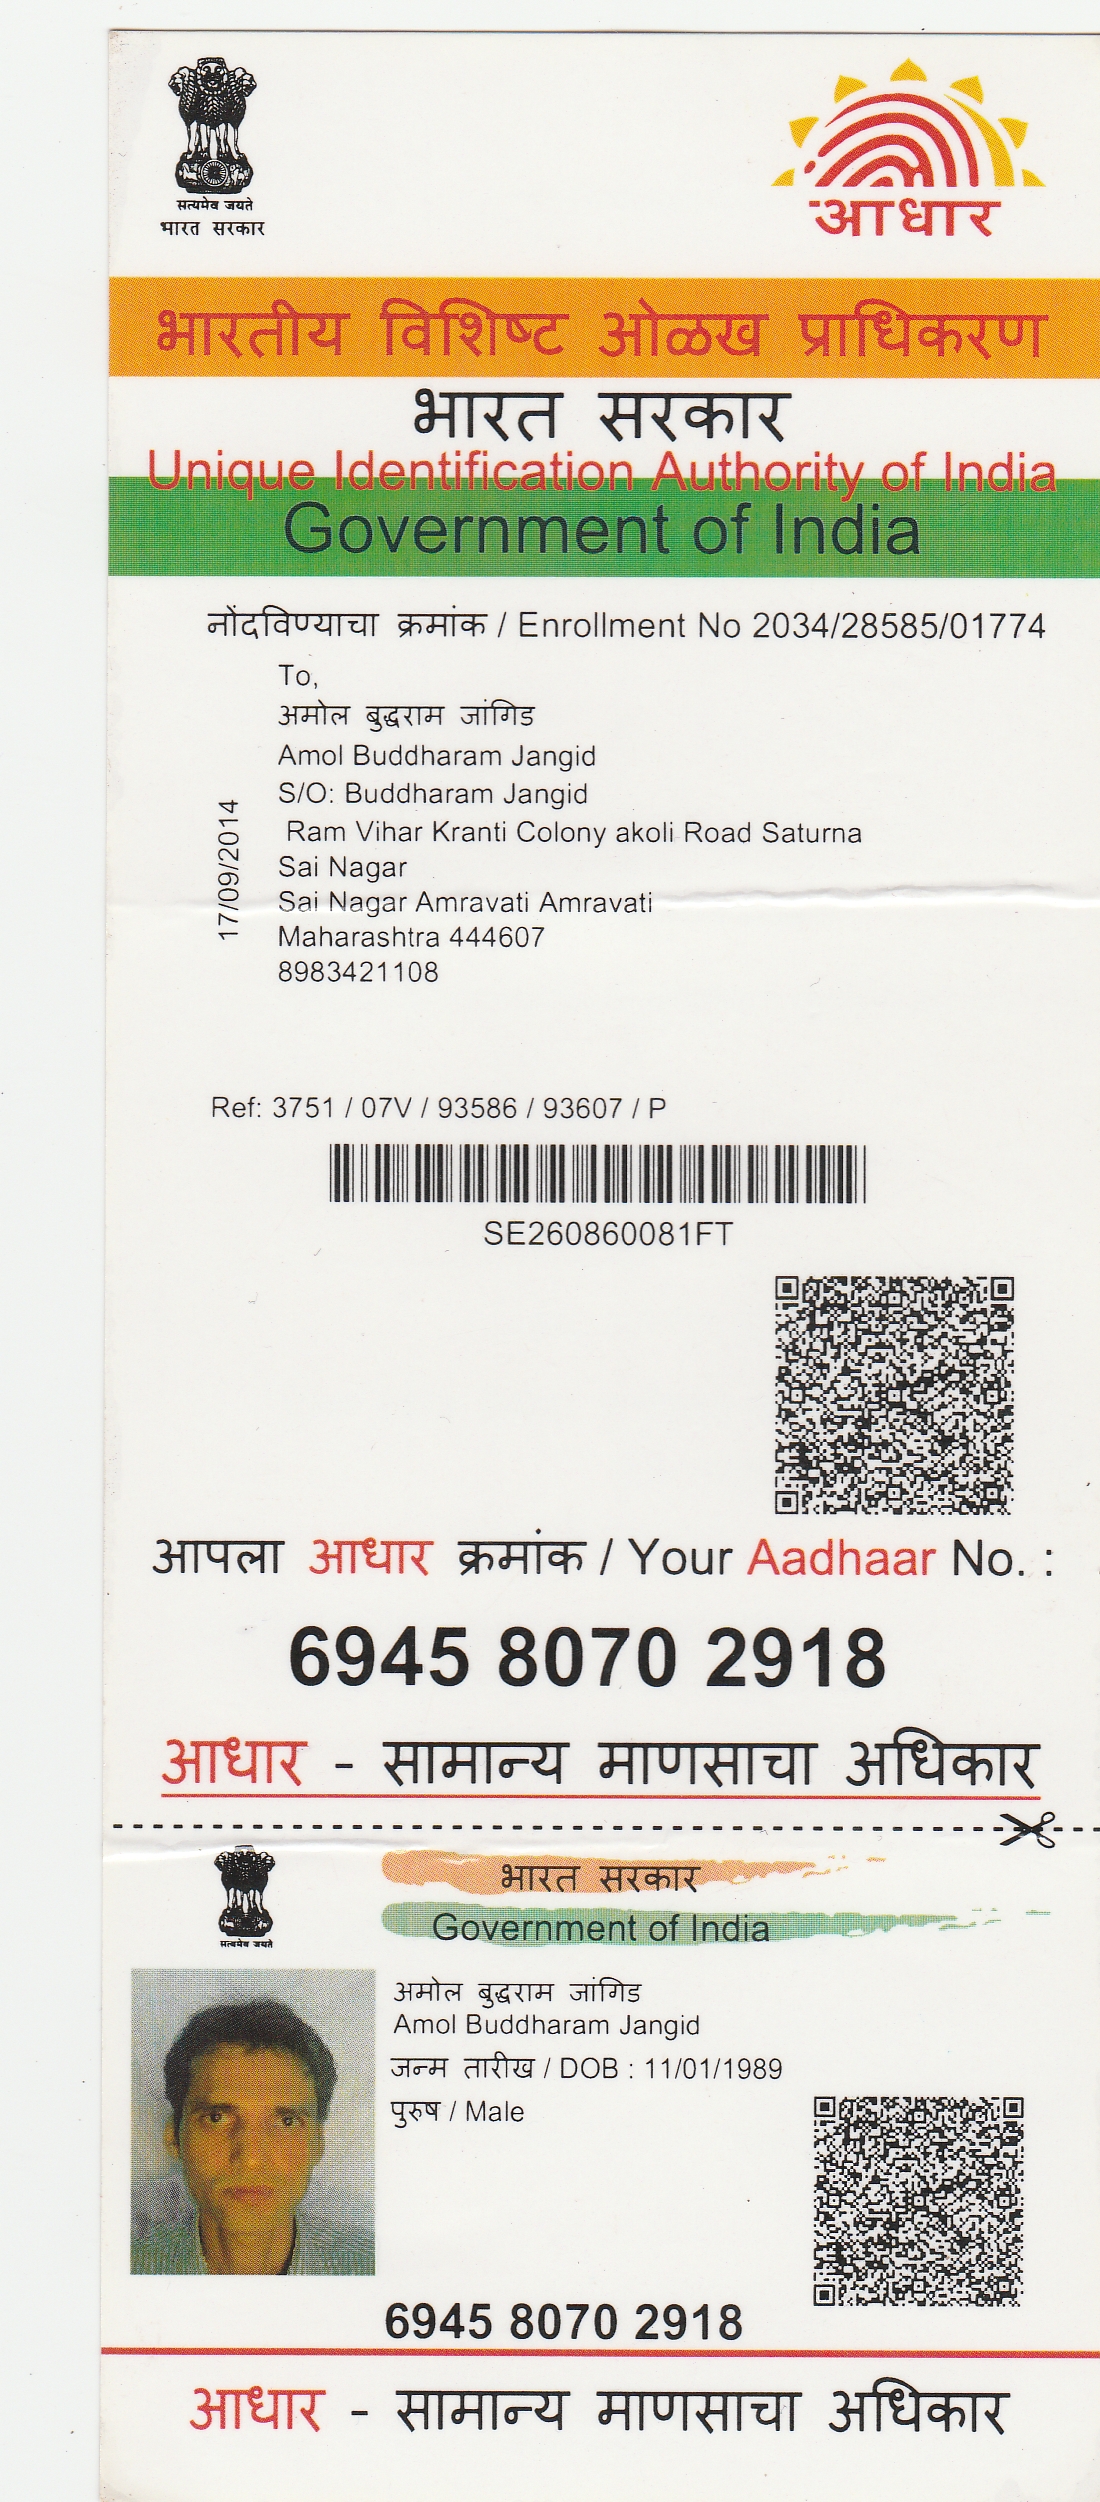 सत्यमेव जयते
भारत सरकार
आधार
भारतीय विशिष्ट ओळख प्राधिकरण
भारत सरकार
Unique Identification Authority of India
Government of India
नोंदविण्याचा क्रमांक / Enrollment No 2034/28585/01774
To,
अमोल बुद्धराम जांगिड
Amol Buddharam Jangid
S/O: Buddharam Jangid
Ram Vihar Kranti Colony akoli Road Saturna
Sai Nagar
Sai Nagar Amravati Amravati
Maharashtra 444607
8983421108
17/09/2014
Ref: 3751 / 07V / 93586 / 93607 / P
SE260860081FT
आपला आधार क्रमांक / Your Aadhaar No. :
6945 8070 2918
आधार - सामान्य माणसाचा अधिकार
सत्यमेव जयते
भारत सरकार
Government of India
अमोल बुद्धराम जांगिड
Amol Buddharam Jangid
जन्म तारीख / DOB : 11/01/1989
पुरुष / Male
6945 8070 2918
आधार - सामान्य माणसाचा अधिकार